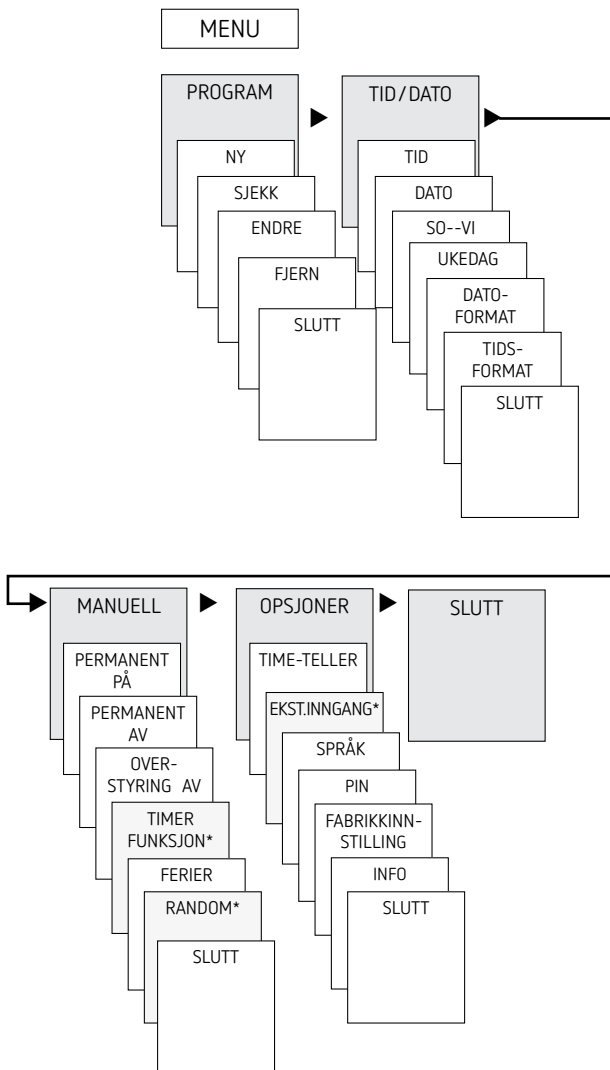 MENU
PROGRAM
NY
SJEKK
ENDRE
FJERN
SLUTT
TID/DATO
TID
DATO
SO--VI
UKEDAG
DATO-
FORMAT
TIDS-
FORMAT
SLUTT
MANUELL
PERMANENT
PÅ
PERMANENT
AV
OVER-
STYRING AV
TIMER
FUNKSJON*
FERIER
RANDOM*
SLUTT
OPSJONER
TIME-TELLER
EKST.INNGANG*
SPRÅK
PIN
FABRIKKINN-
STILLING
INFO
SLUTT
SLUTT